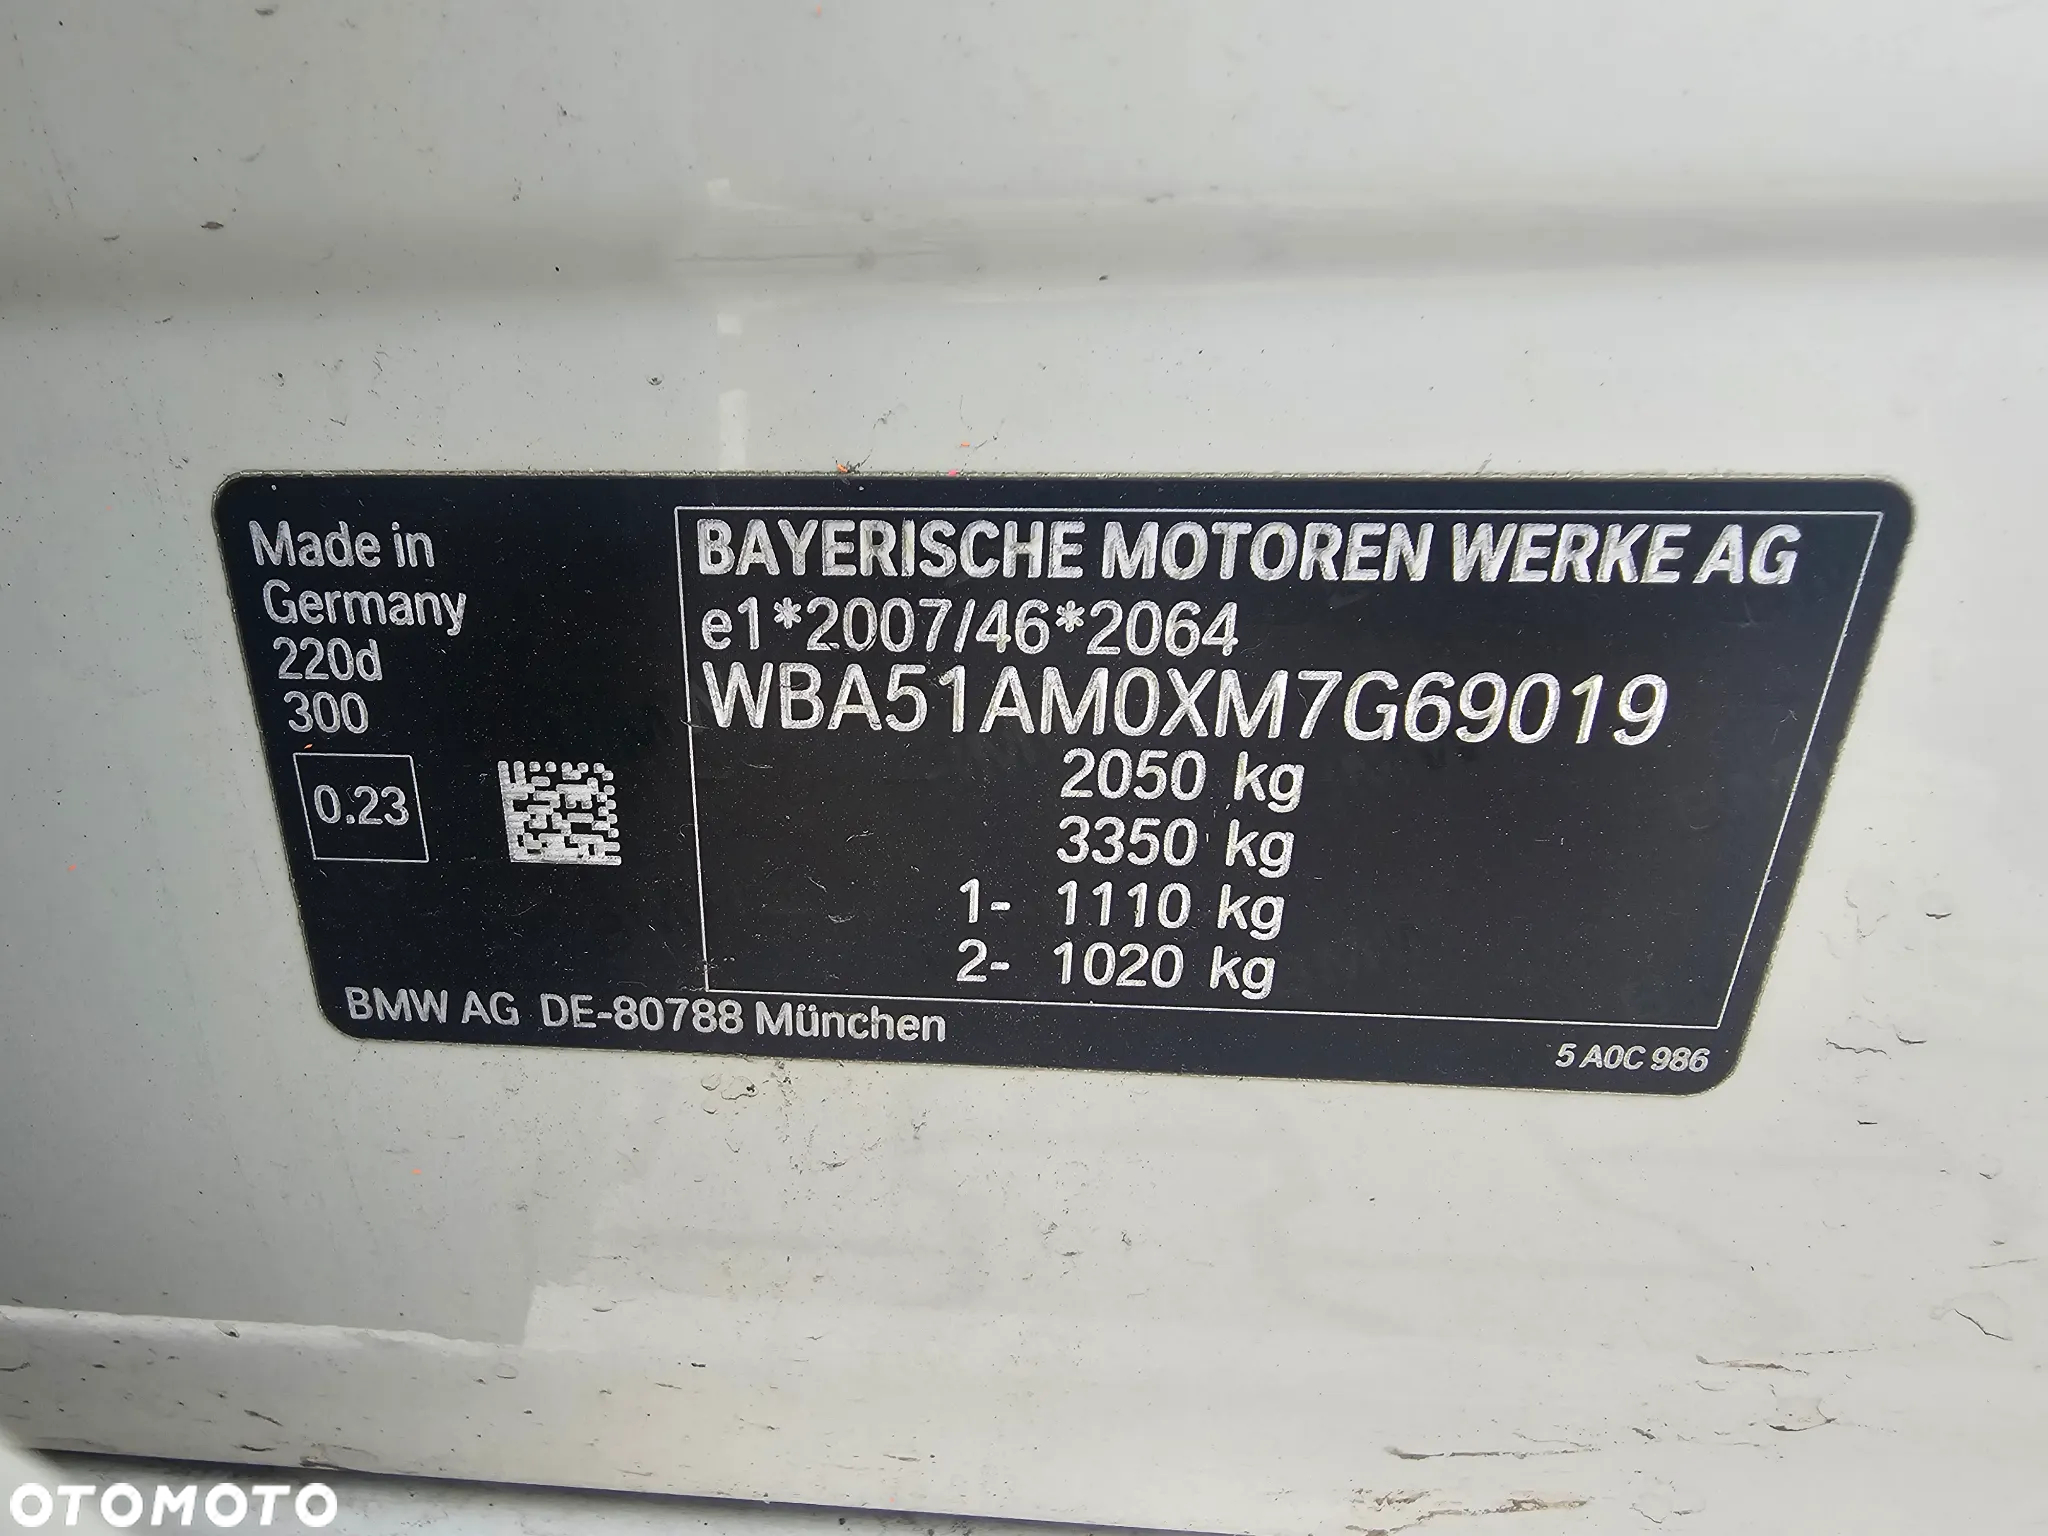 Made in
Germany
220d
300
0.23
BAYERISCHE MOTOREN WERKE AG
e1*2007/46*2064
WBA51AM0XM7G69019
2050 kg
3350 kg
1- 1110 kg
2- 1020 kg
BMW AG DE-80788 München
5 A0C 986
OTOMOTO